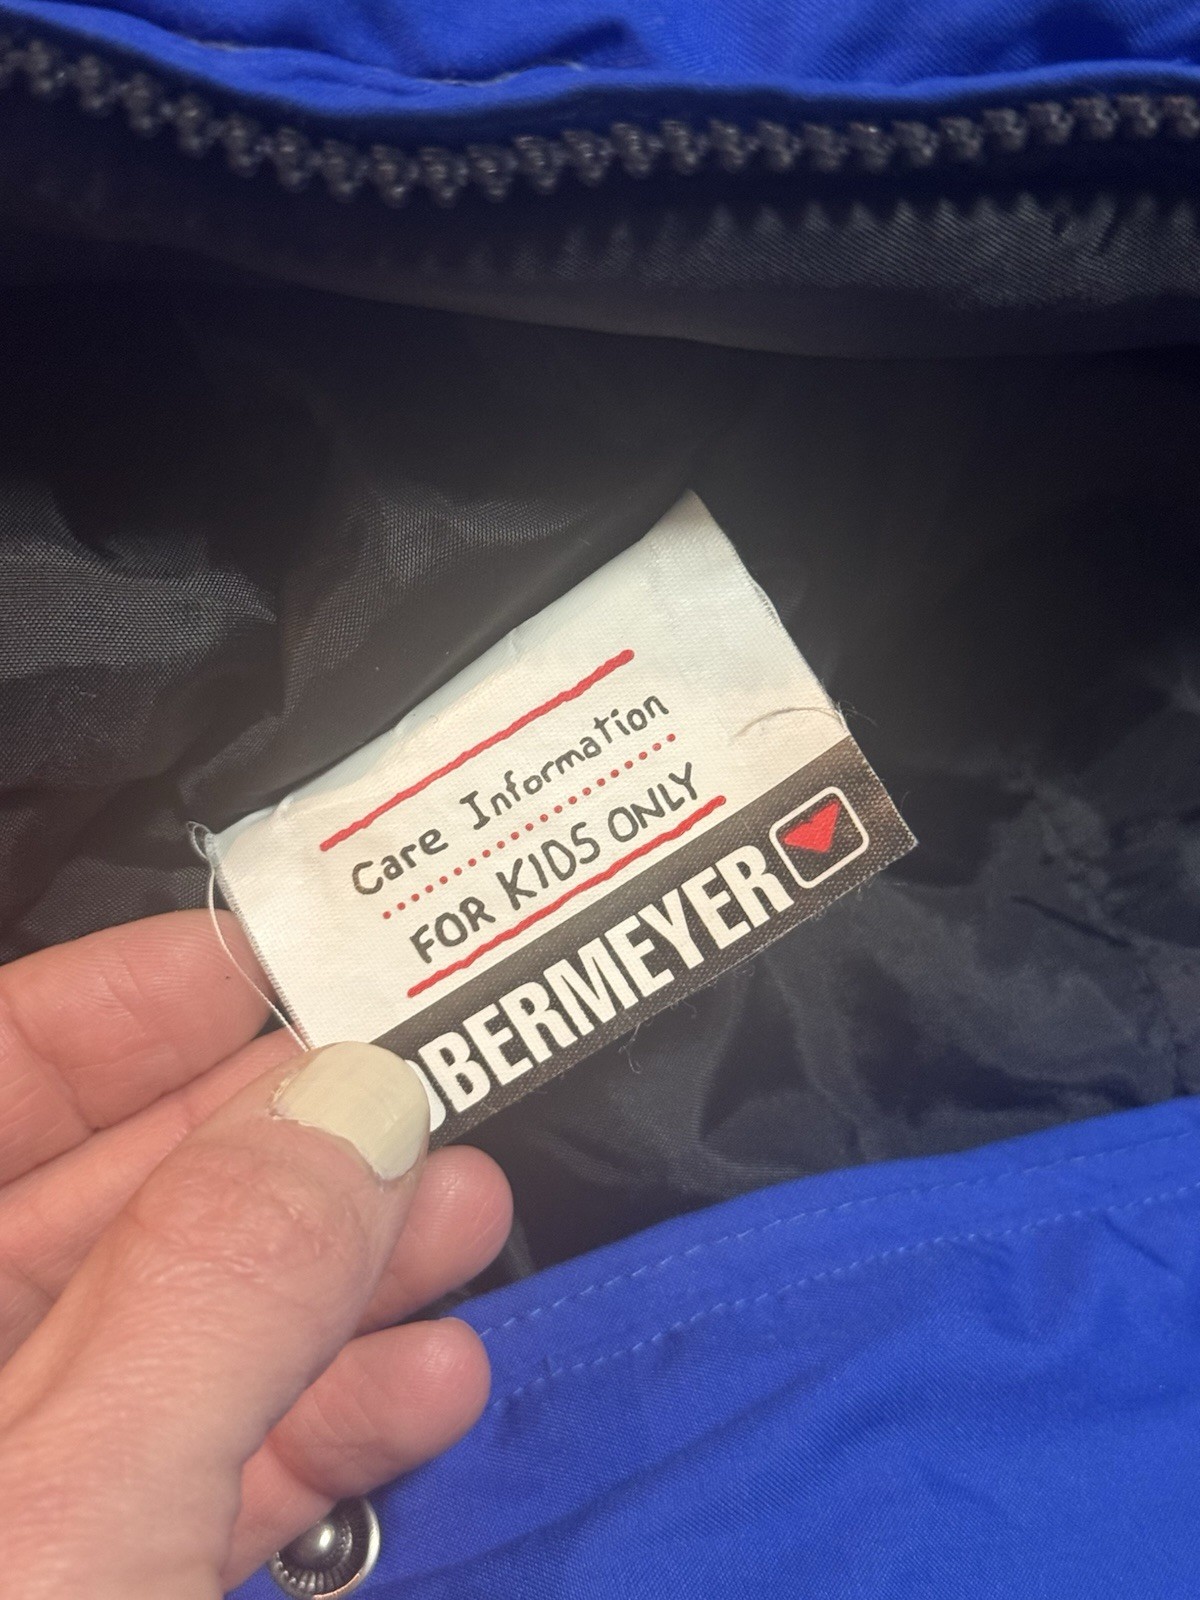 Care Information
FOR KIDS ONLY
OBERMEYER